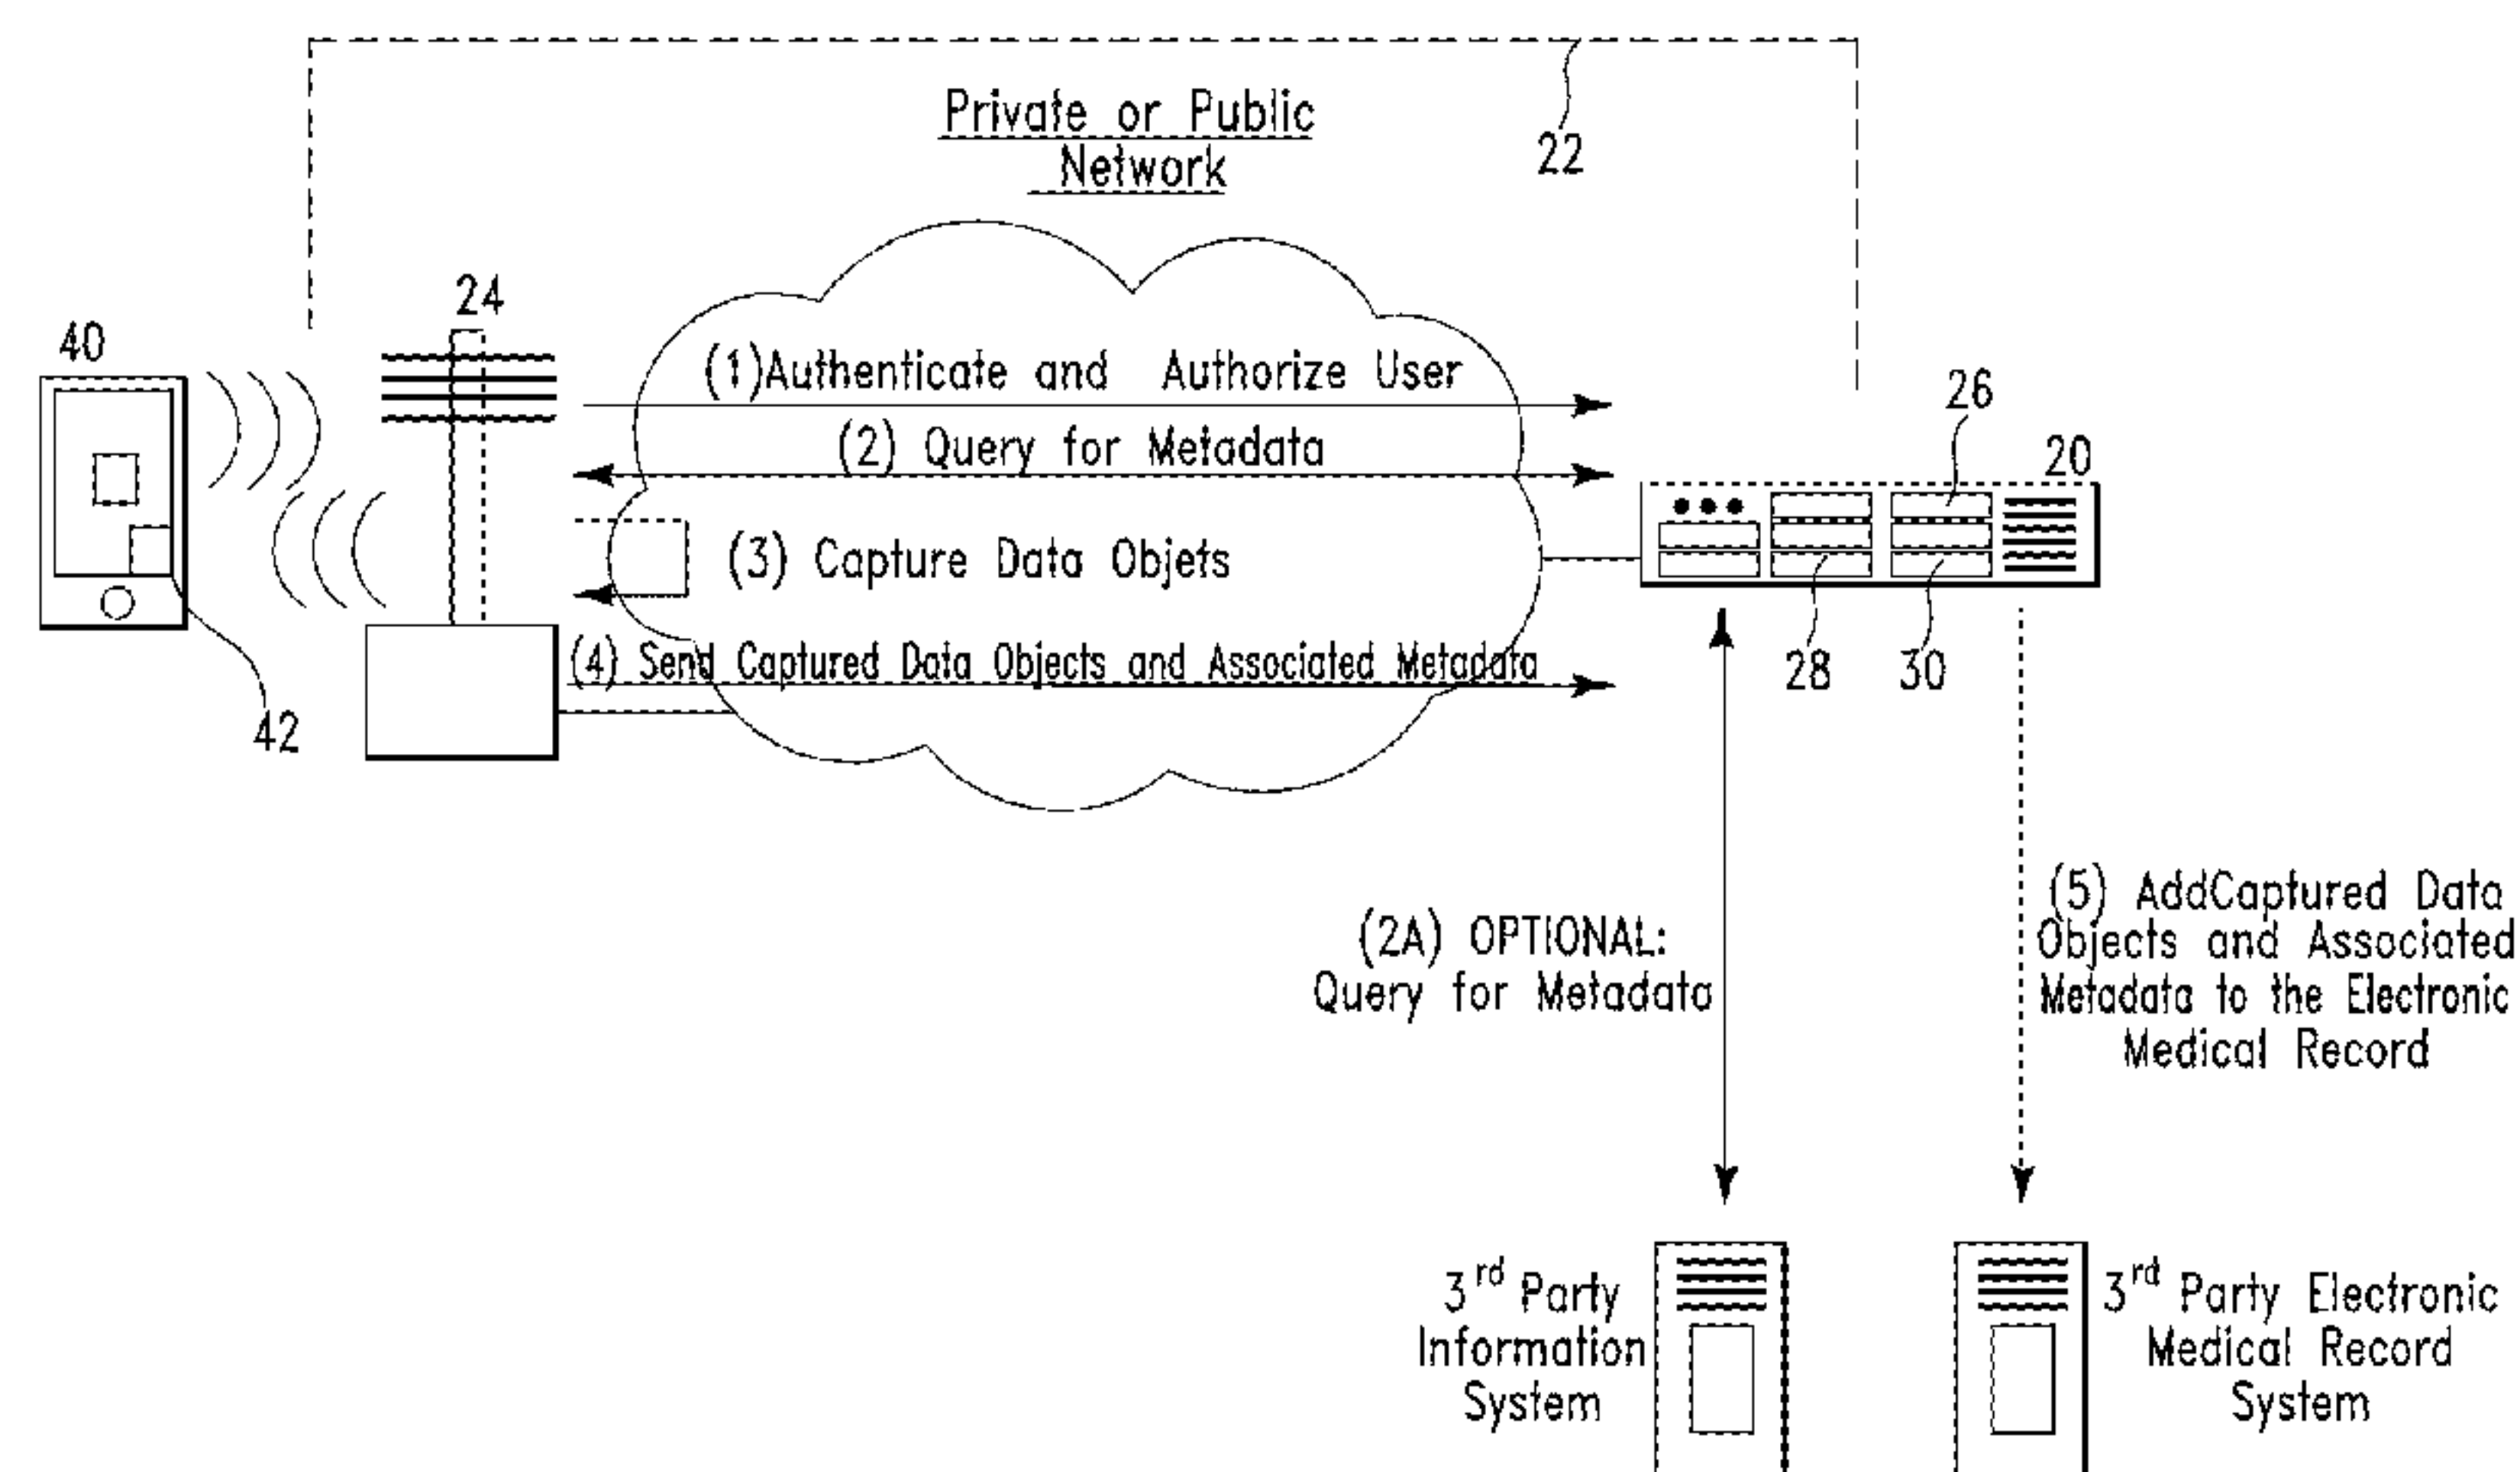 Private or Public
Network
22
24
40
(1)Authenticate and Authorize User
26
(2) Query for Metadata
20
(3) Capture Data Objets
(4) Send Captured Data Objects and Associated Metadata
28
30
42
(2A) OPTIONAL:
Query for Metadata
(5) AddCaptured Data
Objects and Associated
Metadata to the Electronic
Medical Record
3rd Party
Information
System
3rd Party Electronic
Medical Record
System